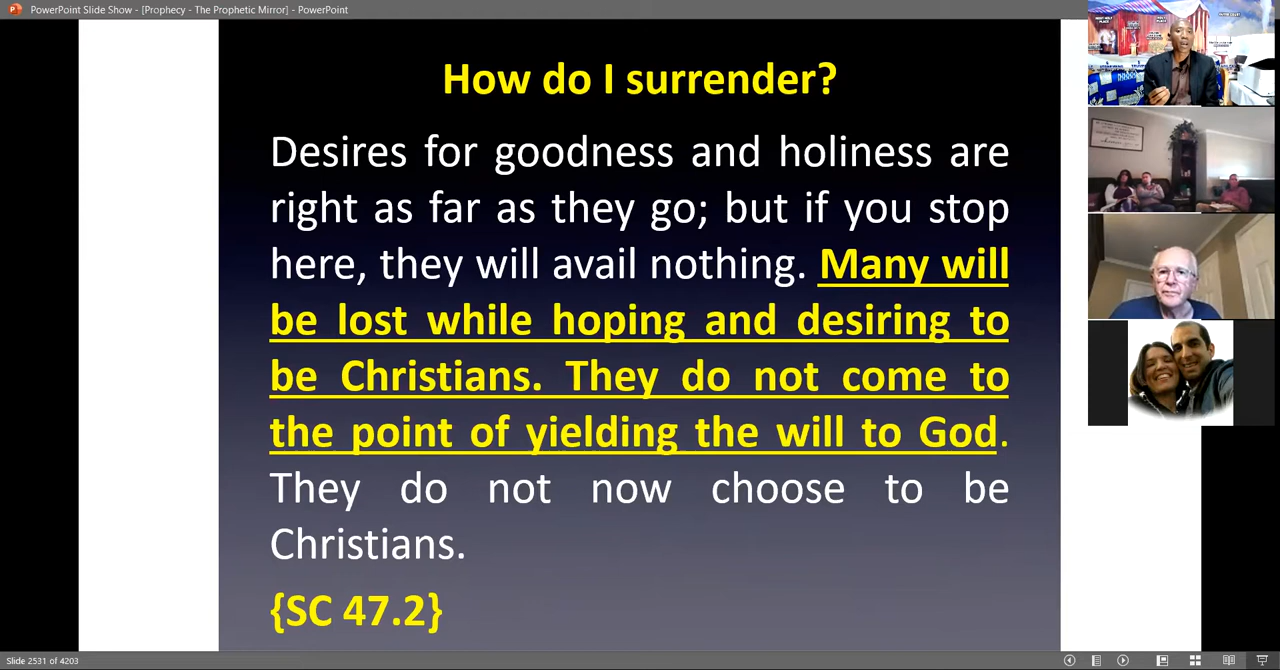 PowerPoint Slide Show - [Prophecy - The Prophetic Mirror] - PowerPoint
How do I surrender?
Desires for goodness and holiness are
right as far as they go; but if you stop
here, they will avail nothing. Many will
be lost while hoping and desiring to
be Christians. They do not come to
the point of yielding the will to God.
They do not now choose to be
Christians.
{SC 47.2}
Slide 2531 of 4203